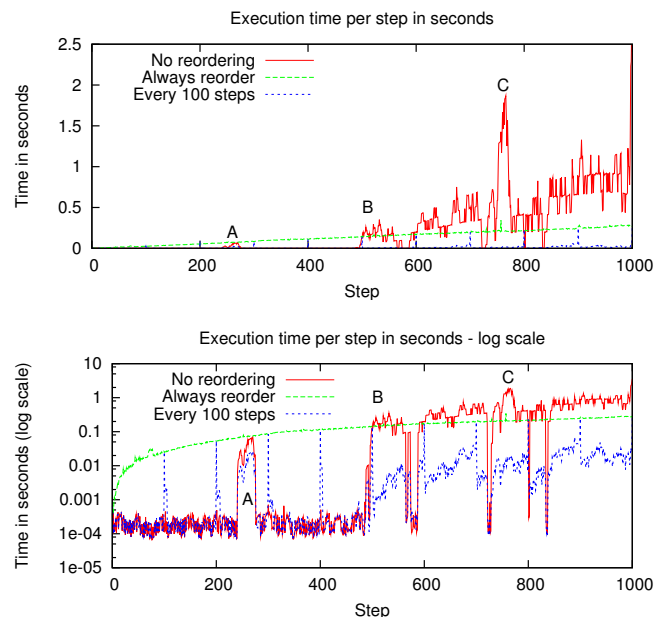 Execution time per step in seconds
2.5
2
1.5
1
0.5
0
Time in seconds
No reordering
Always reorder
Every 100 steps
A
B
C
0 200 400 600 800 1000
Step
Execution time per step in seconds - log scale
10
1
0.1
0.01
0.001
1e-04
1e-05
Time in seconds (log scale)
No reordering
Always reorder
Every 100 steps
A
B
C
0 200 400 600 800 1000
Step